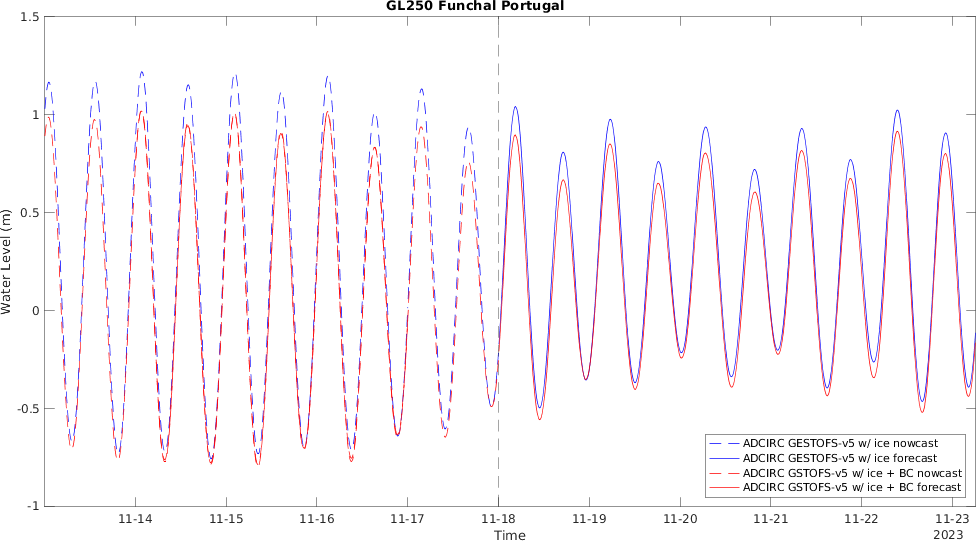 GL250 Funchal Portugal
1.5
1
0.5
0
-0.5
-1
Water Level (m)
ADCIRC GESTOFS-v5 w/ ice nowcast
ADCIRC GESTOFS-v5 w/ ice forecast
ADCIRC GSTOFS-v5 w/ ice + BC nowcast
ADCIRC GSTOFS-v5 w/ ice + BC forecast
11-14 11-15 11-16 11-17 11-18 11-19 11-20 11-21 11-22 11-23
Time 2023